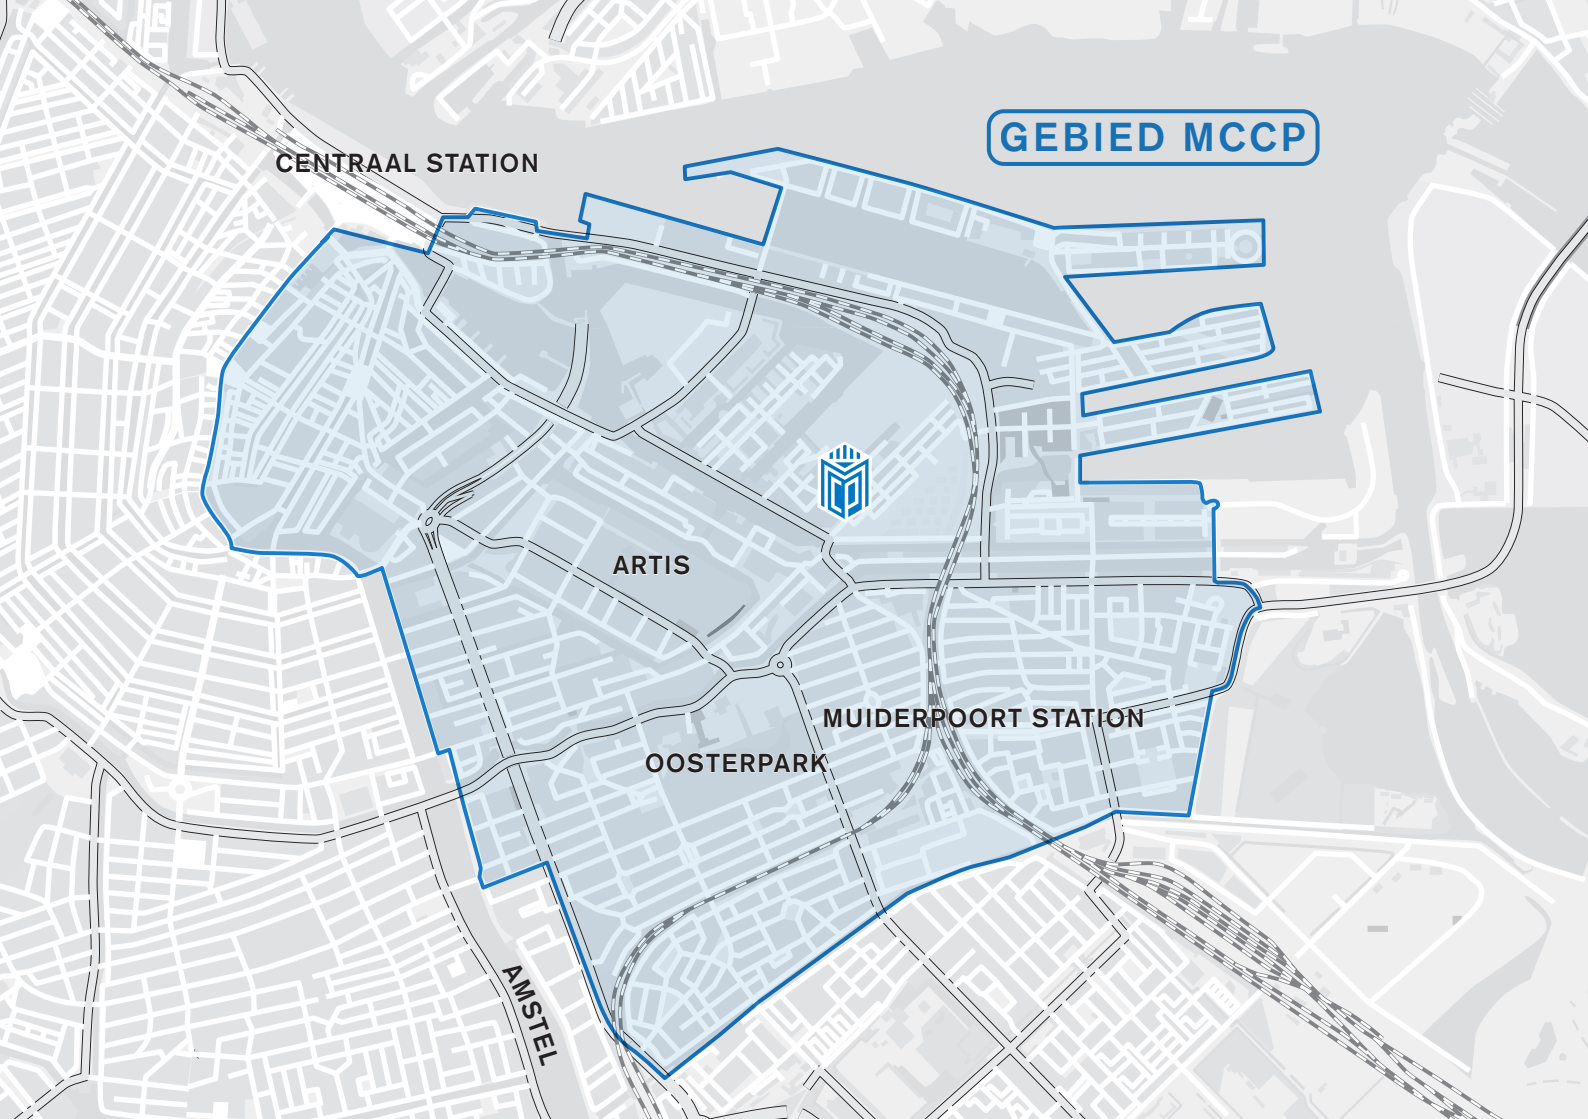 GEBIED MCCP
CENTRAAL STATION
ARTIS
MUIDERPOORT STATION
OOSTERPARK
AMSTEL